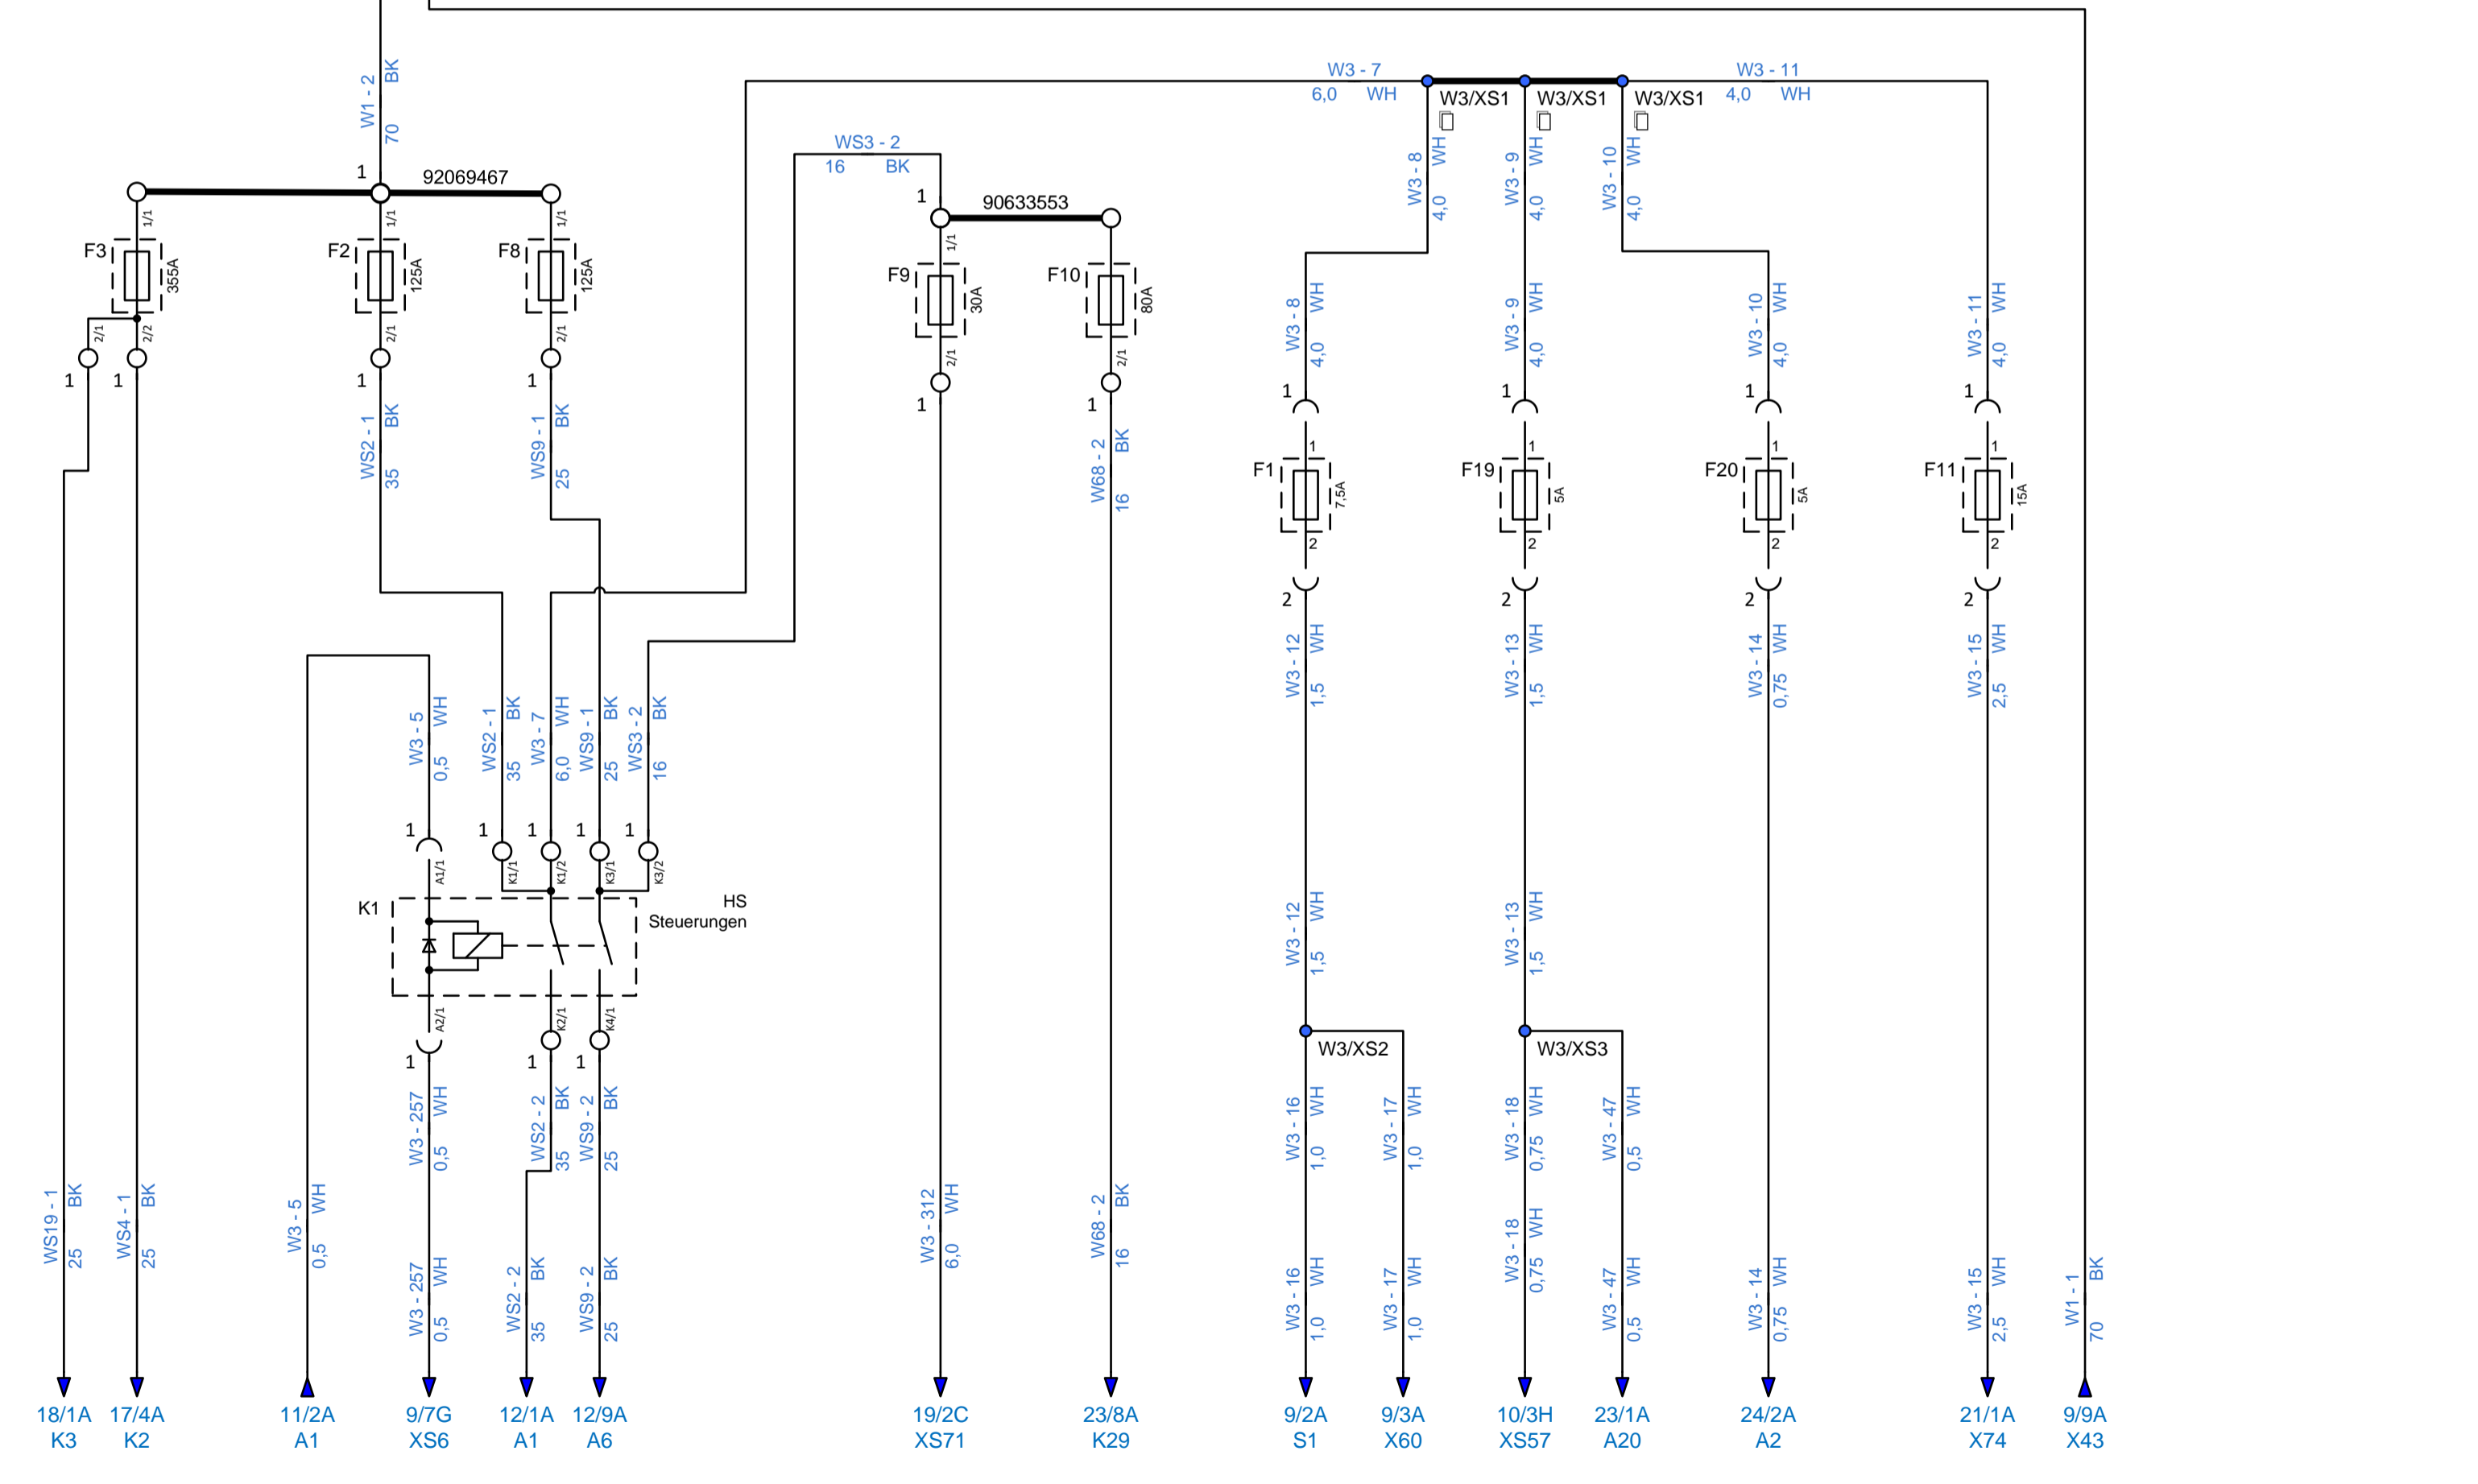 W1 - 2 BK
70
W3 - 7
6,0 WH
W3 - 11
4,0 WH
W3/XS1 W3/XS1 W3/XS1
W3 - 8 WH
4,0
W3 - 9 WH
4,0
W3 - 10 WH
4,0
WS3 - 2
16 BK
1
92069467
1
90633553
1/1
1/1
1/1
1/1
F3
355A
F2
125A
F8
125A
F9
30A
F10
80A
2/1
2/2
2/1
2/1
2/1
2/1
1
1
1
1
1
1
W3 - 8 WH
4,0
W3 - 9 WH
4,0
W3 - 10 WH
4,0
W3 - 11 WH
4,0
1
1
1
1
1
1
1
1
F1
7,5A
F19
5A
F20
5A
F11
15A
2
2
2
2
2
2
2
2
WS2 - 1 BK
35
WS9 - 1 BK
25
W68 - 2 BK
16
W3 - 12 WH
1,5
W3 - 13 WH
1,5
W3 - 14 WH
0,75
W3 - 15 WH
2,5
W3 - 5 WH
0,5
WS2 - 1 BK
35
W3 - 7 WH
6,0
WS9 - 1 BK
25
WS3 - 2 BK
16
1
1
1
1
1
A1/1
K1/1
K1/2
K3/1
K3/2
K1
HS
Steuerungen
W3 - 12 WH
1,5
W3 - 13 WH
1,5
A2/1
K2/1
K4/1
1
1
1
W3/XS2
W3/XS3
W3 - 257 WH
0,5
WS2 - 2 BK
35
WS9 - 2 BK
25
W3 - 16 WH
1,0
W3 - 17 WH
1,0
W3 - 18 WH
0,75
W3 - 47 WH
0,5
WS19 - 1 BK
25
WS4 - 1 BK
25
W3 - 5 WH
0,5
W3 - 257 WH
0,5
WS2 - 2 BK
35
WS9 - 2 BK
25
W3 - 312 WH
6,0
W68 - 2 BK
16
W3 - 16 WH
1,0
W3 - 17 WH
1,0
W3 - 18 WH
0,75
W3 - 47 WH
0,5
W3 - 14 WH
0,75
W3 - 15 WH
2,5
W1 - 1 BK
70
18/1A 17/4A 11/2A 9/7G 12/1A 12/9A 19/2C 23/8A 9/2A 9/3A 10/3H 23/1A 24/2A 21/1A 9/9A
K3 K2 A1 XS6 A1 A6 XS71 K29 S1 X60 XS57 A20 A2 X74 X43